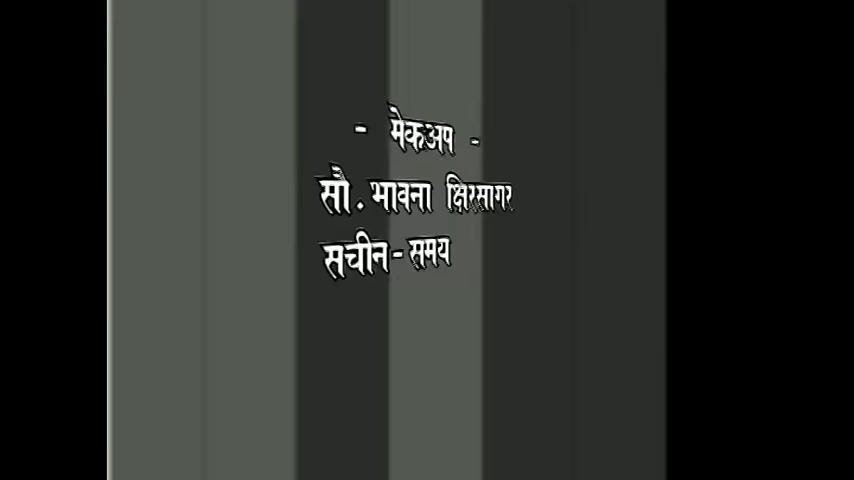 - मेकअप -
सौ. भावना क्षिरसागर
सचीन - समय